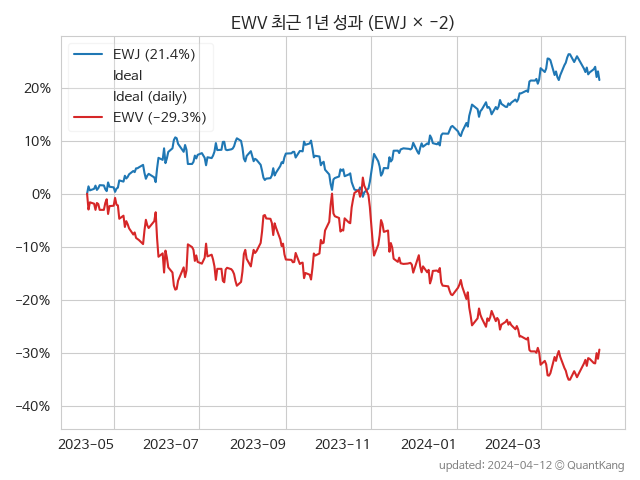 EWV 최근 1년 성과 (EWJ × −2)
EWJ (21.4%)
Ideal
Ideal (daily)
EWV (−29.3%)
20%
10%
0%
−10%
−20%
−30%
−40%
2023−05
2023−07
2023−09
2023−11
2024−01
2024−03
updated: 2024-04-12 © QuantKang